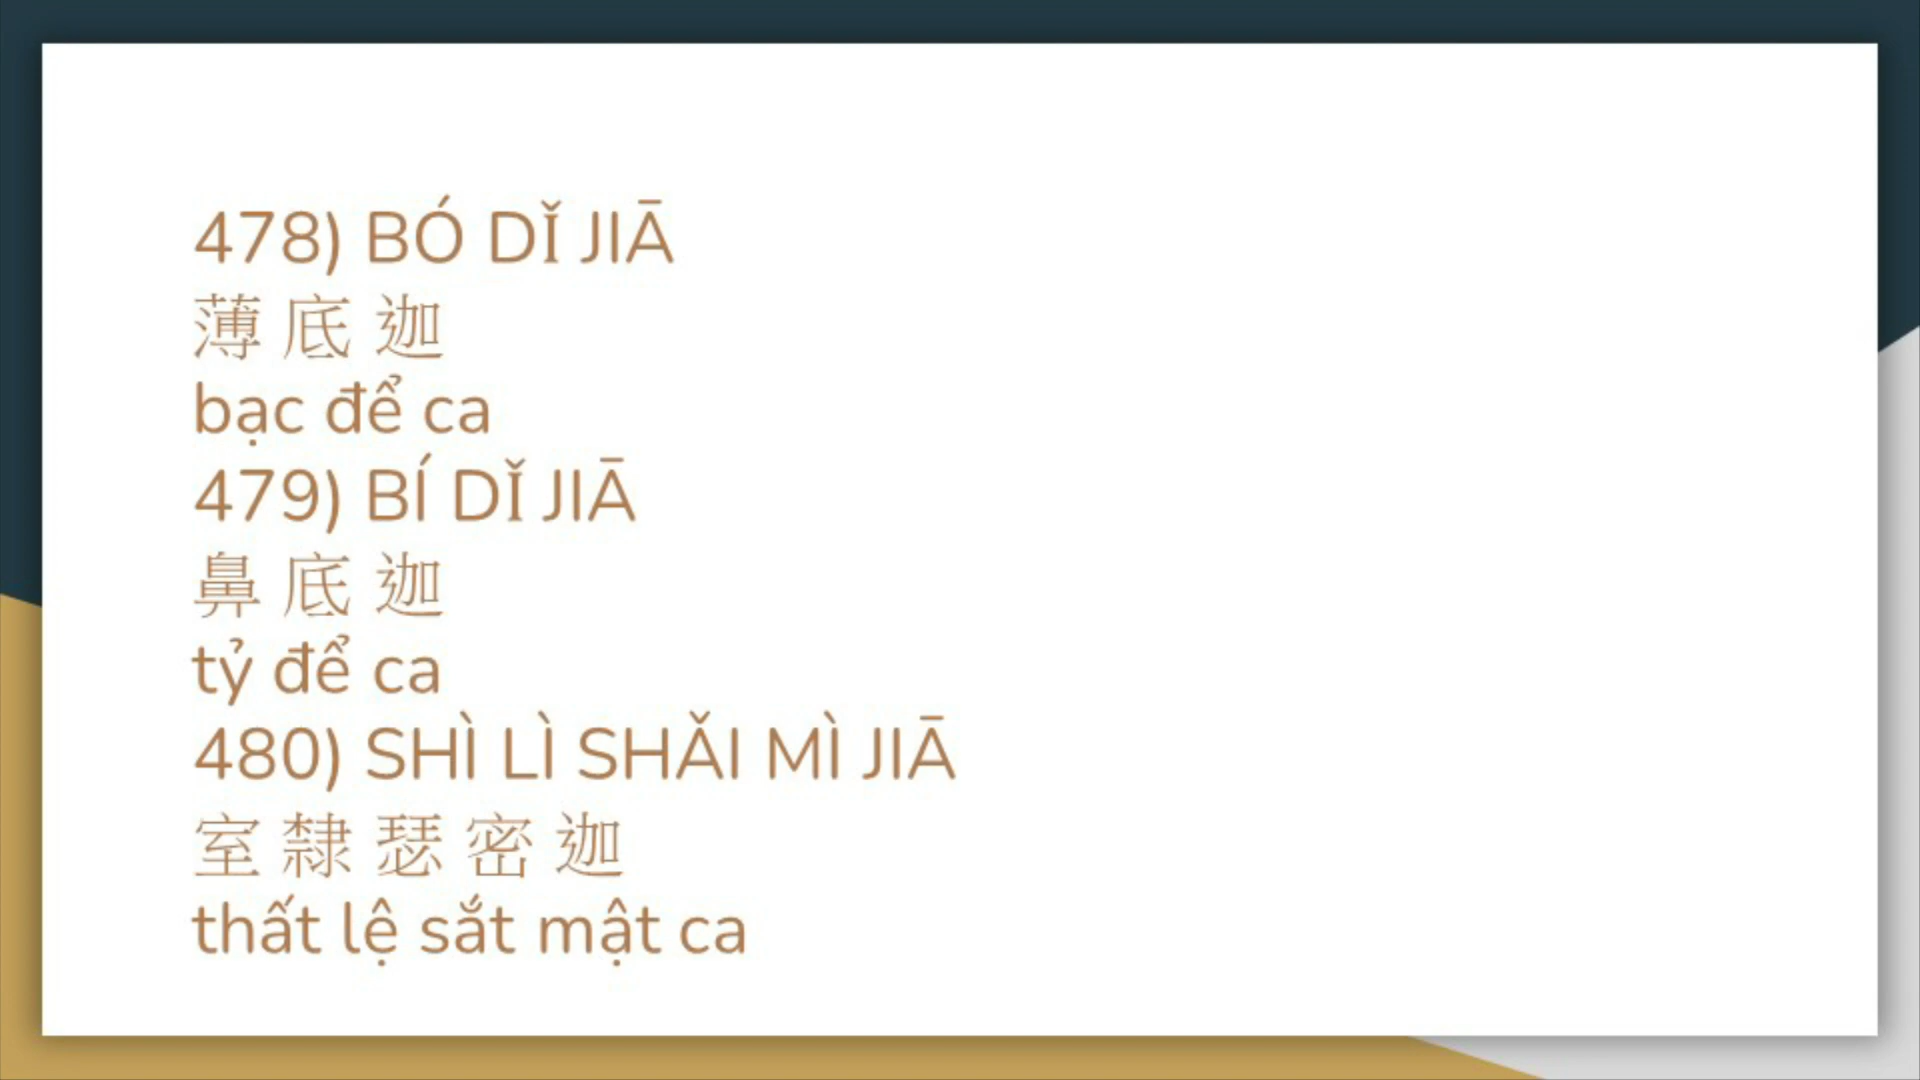 478) BÓ DǏ JIĀ
薄 底 迦
bạc để ca
479) BÍ DǏ JIĀ
鼻 底 迦
tỷ để ca
480) SHÌ LÌ SHǍI MÌ JIĀ
室 隸 瑟 密 迦
thất lệ sắt mật ca